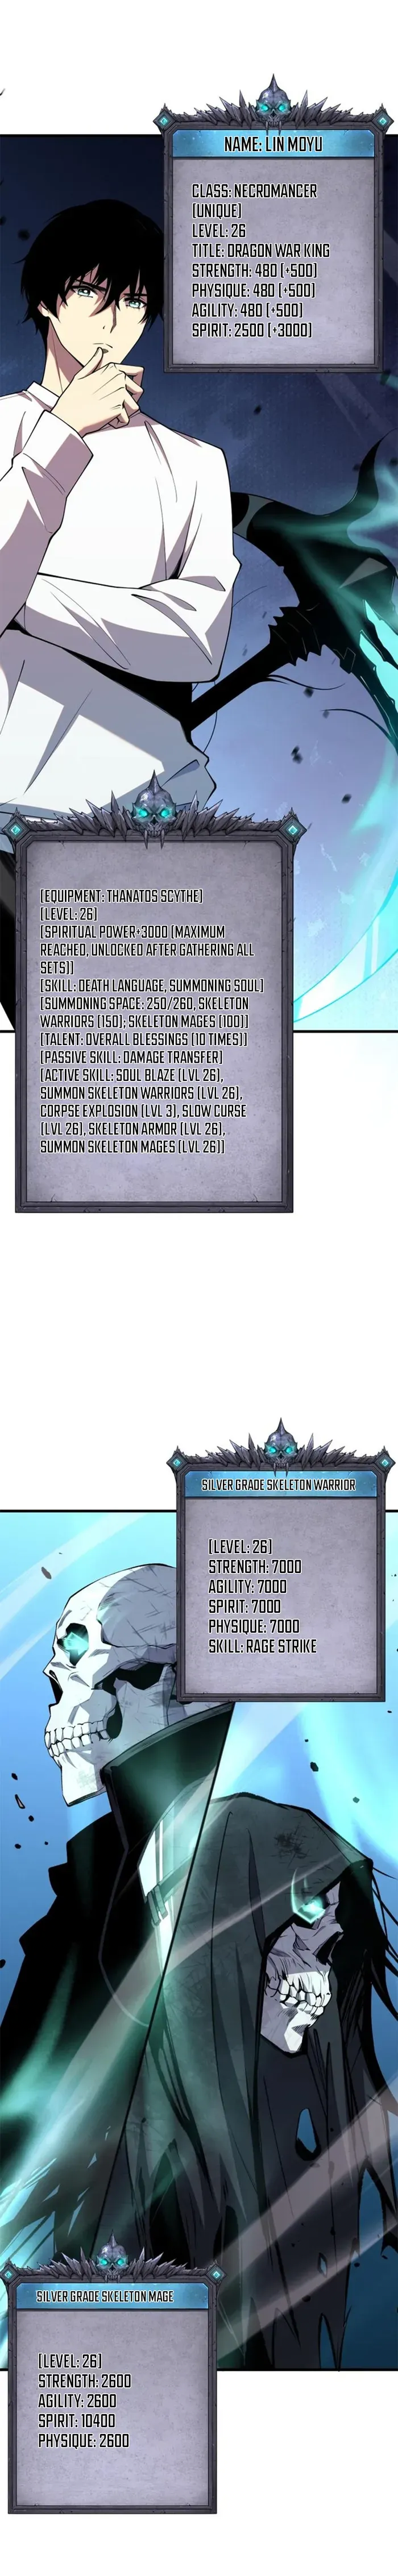 NAME: LIN MOYU
CLASS: NECROMANCER
[UNIQUE]
LEVEL: 26
TITLE: DRAGON WAR KING
STRENGTH: 480 [+500]
PHYSIQUE: 480 [+500]
AGILITY: 480 [+500]
SPIRIT: 2500 [+3000]
[EQUIPMENT: THANATOS SCYTHE]
[LEVEL: 26]
[SPIRITUAL POWER+3000 [MAXIMUM
REACHED, UNLOCKED AFTER GATHERING ALL
SETS]]
[SKILL: DEATH LANGUAGE, SUMMONING SOUL]
[SUMMONING SPACE: 250/260, SKELETON
WARRIORS [150]; SKELETON MAGES [100]]
[TALENT: OVERALL BLESSINGS [10 TIMES]]
[PASSIVE SKILL: DAMAGE TRANSFER]
[ACTIVE SKILL: SOUL BLAZE [LVL 26],
SUMMON SKELETON WARRIORS [LVL 26],
CORPSE EXPLOSION [LVL 3], SLOW CURSE
[LVL 26], SKELETON ARMOR [LVL 26],
SUMMON SKELETON MAGES [LVL 26]]
SILVER GRADE SKELETON WARRIOR
[LEVEL: 26]
STRENGTH: 7000
AGILITY: 7000
SPIRIT: 7000
PHYSIQUE: 7000
SKILL: RAGE STRIKE
SILVER GRADE SKELETON MAGE
[LEVEL: 26]
STRENGTH: 2600
AGILITY: 2600
SPIRIT: 10400
PHYSIQUE: 2600